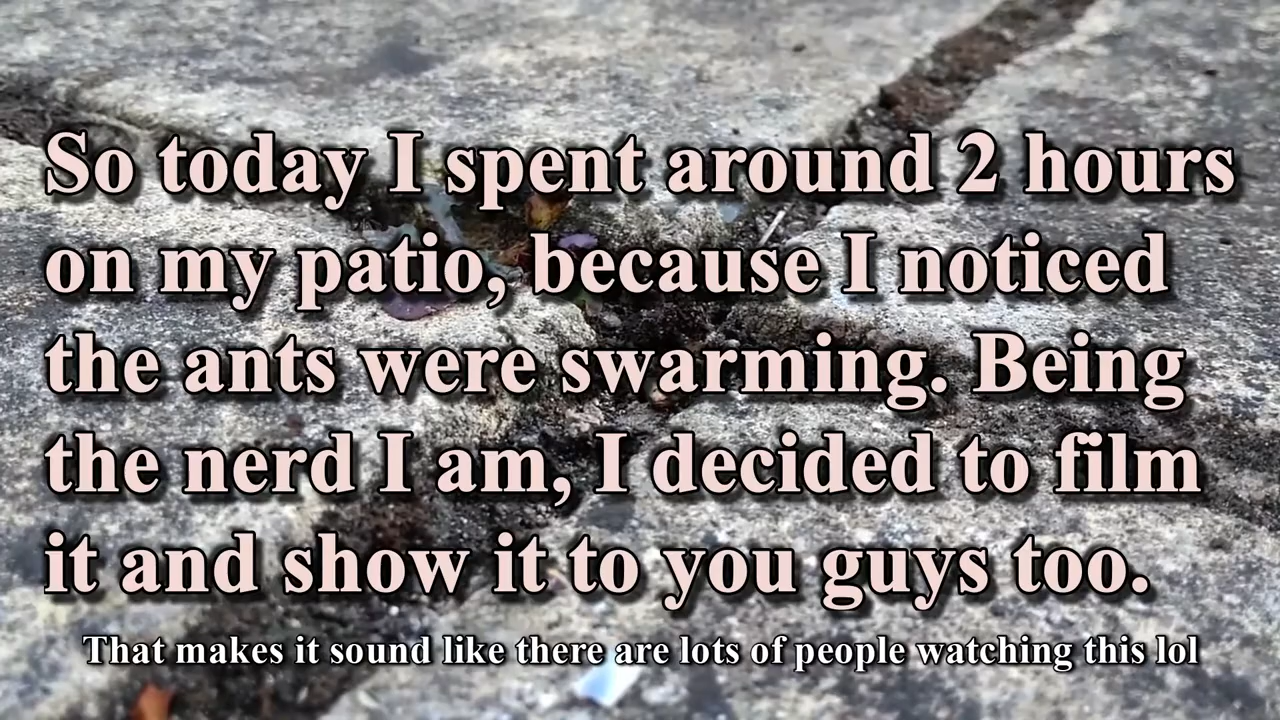 So today I spent around 2 hours
on my patio, because I noticed
the ants were swarming. Being
the nerd I am, I decided to film
it and show it to you guys too.
That makes it sound like there are lots of people watching this lol